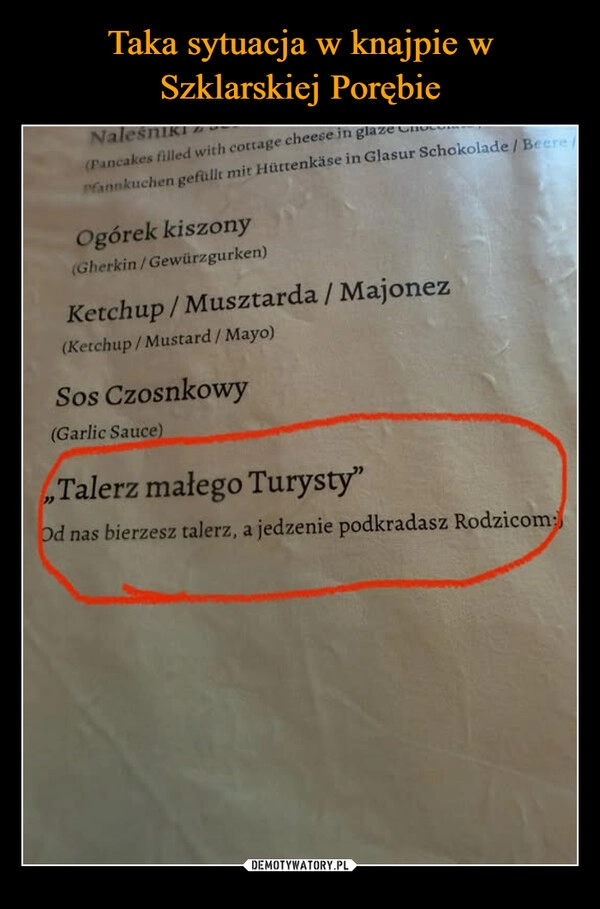 Taka sytuacja w knajpie w
Szklarskiej Porębie
Naleśniki z
(Pancakes filled with cottage cheese in glaze
Pfannkuchen gefüllt mit Hüttenkäse in Glasur Schokolade / Beere /
Ogórek kiszony
(Gherkin / Gewürzgurken)
Ketchup / Musztarda / Majonez
(Ketchup / Mustard / Mayo)
Sos Czosnkowy
(Garlic Sauce)
„Talerz małego Turysty”
Od nas bierzesz talerz, a jedzenie podkradasz Rodzicom:)
DEMOTYWATORY.PL